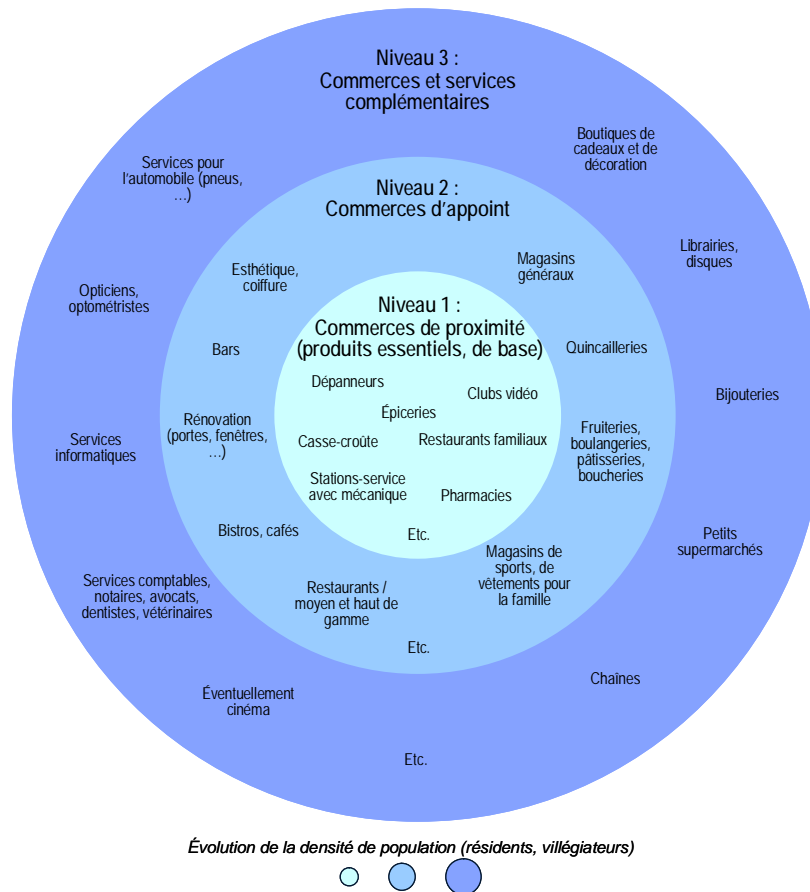 Niveau 3 :
Commerces et services
complémentaires
Boutiques de
cadeaux et de
décoration
Services pour
l'automobile (pneus,
…)
Librairies,
disques
Opticiens,
optométristes
Bijouteries
Services
informatiques
Petits
supermarchés
Services comptables,
notaires, avocats,
dentistes, vétérinaires
Chaînes
Éventuellement
cinéma
Etc.
Niveau 2 :
Commerces d'appoint
Esthétique,
coiffure
Magasins
généraux
Bars
Quincailleries
Rénovation
(portes, fenêtres,
…)
Fruiteries,
boulangeries,
pâtisseries,
boucheries
Bistros, cafés
Magasins de
sports, de
vêtements pour
la famille
Restaurants /
moyen et haut de
gamme
Etc.
Niveau 1 :
Commerces de proximité
(produits essentiels, de base)
Dépanneurs
Clubs vidéo
Épiceries
Casse-croûte
Restaurants familiaux
Stations-service
avec mécanique
Pharmacies
Etc.
Évolution de la densité de population (résidents, villégiateurs)